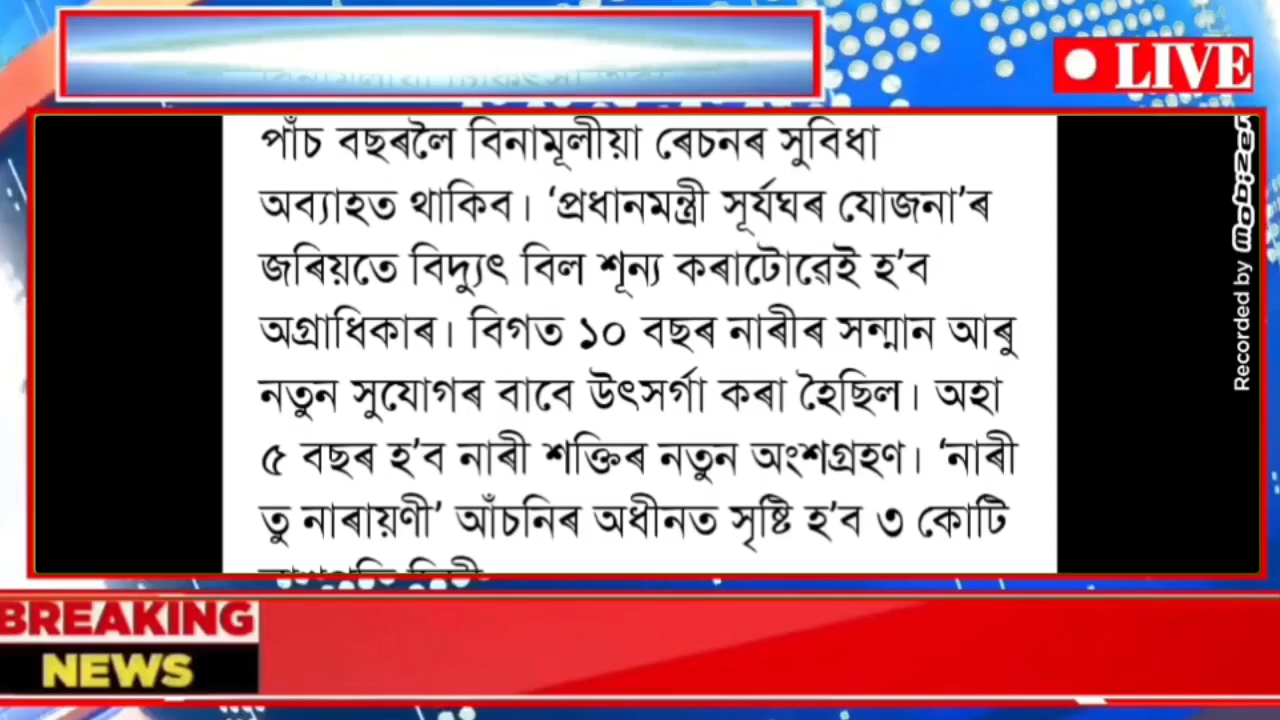 LIVE
পাঁচ বছৰলৈ বিনামূলীয়া ৰেচনৰ সুবিধা
অব্যাহত থাকিব। ‘প্ৰধানমন্ত্ৰী সূৰ্যঘৰ যোজনা’ৰ
জৰিয়তে বিদ্যুৎ বিল শূন্য কৰাটোৱেই হ’ব
অগ্ৰাধিকাৰ। বিগত ১০ বছৰ নাৰীৰ সন্মান আৰু
নতুন সুযোগৰ বাবে উৎসৰ্গা কৰা হৈছিল। অহা
৫ বছৰ হ’ব নাৰী শক্তিৰ নতুন অংশগ্ৰহণ। ‘নাৰী
তু নাৰায়ণী’ আঁচনিৰ অধীনত সৃষ্টি হ’ব ৩ কোটি
Recorded by MOBIZEN
BREAKING
NEWS